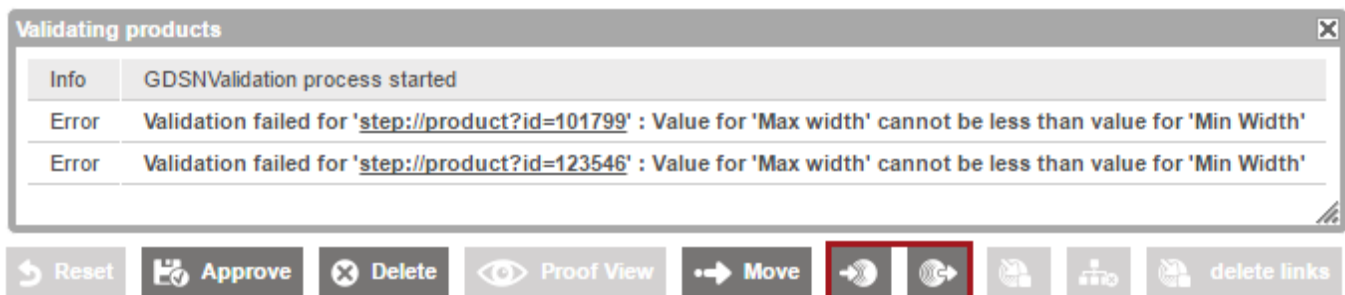 Validating products
Info GDSNValidation process started
Error Validation failed for 'step://product?id=101799' : Value for 'Max width' cannot be less than value for 'Min Width'
Error Validation failed for 'step://product?id=123546' : Value for 'Max width' cannot be less than value for 'Min Width'
Reset Approve Delete Proof View Move delete links